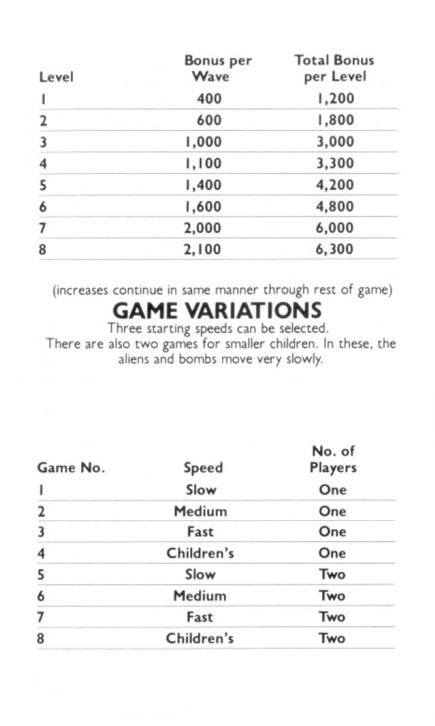 Level Bonus per Wave Total Bonus per Level
1 400 1,200
2 600 1,800
3 1,000 3,000
4 1,100 3,300
5 1,400 4,200
6 1,600 4,800
7 2,000 6,000
8 2,100 6,300
(increases continue in same manner through rest of game)
GAME VARIATIONS
Three starting speeds can be selected.
There are also two games for smaller children. In these, the
aliens and bombs move very slowly.
Game No. Speed No. of Players
1 Slow One
2 Medium One
3 Fast One
4 Children's One
5 Slow Two
6 Medium Two
7 Fast Two
8 Children's Two